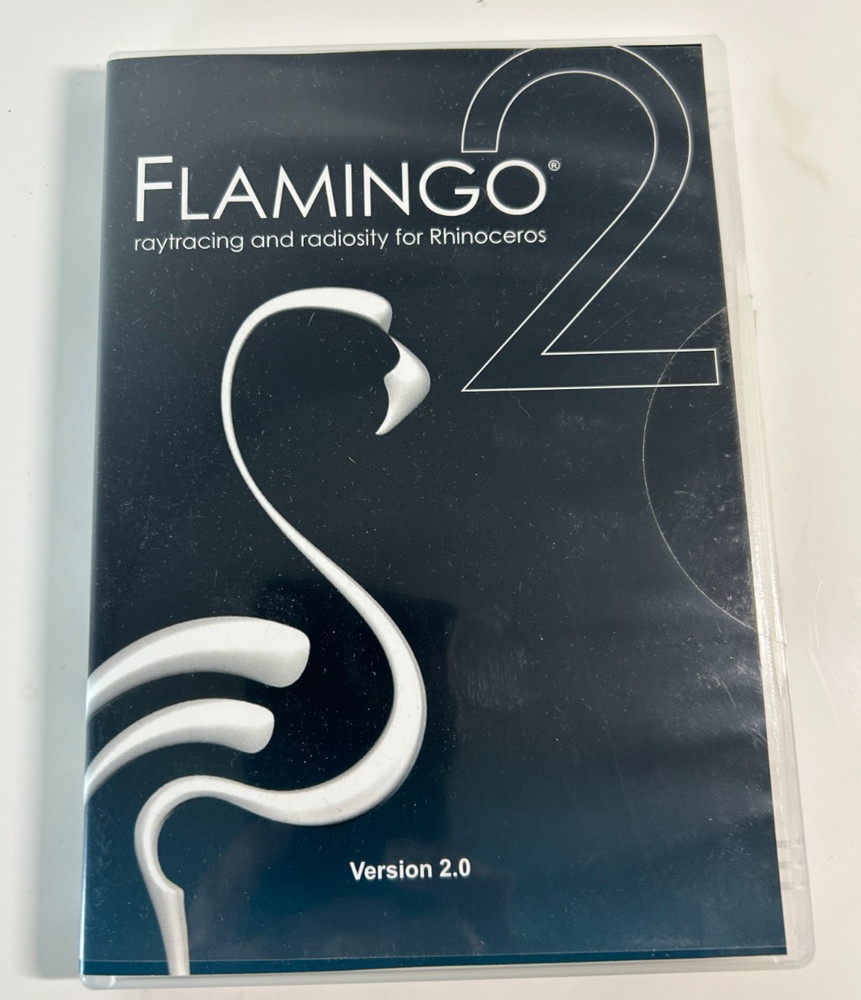 2
FLAMINGO®
raytracing and radiosity for Rhinoceros
Version 2.0